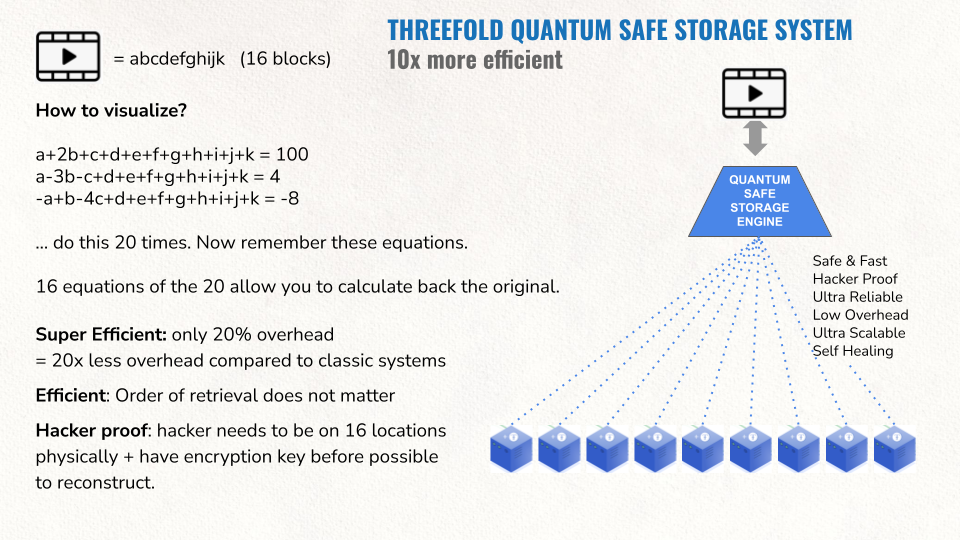 THREEFOLD QUANTUM SAFE STORAGE SYSTEM
10x more efficient
= abcdefghijk (16 blocks)
How to visualize?
a+2b+c+d+e+f+g+h+i+j+k = 100
a-3b-c+d+e+f+g+h+i+j+k = 4
-a+b-4c+d+e+f+g+h+i+j+k = -8
... do this 20 times. Now remember these equations.
16 equations of the 20 allow you to calculate back the original.
Super Efficient: only 20% overhead
= 20x less overhead compared to classic systems
Efficient: Order of retrieval does not matter
Hacker proof: hacker needs to be on 16 locations
physically + have encryption key before possible
to reconstruct.
QUANTUM
SAFE
STORAGE
ENGINE
Safe & Fast
Hacker Proof
Ultra Reliable
Low Overhead
Ultra Scalable
Self Healing